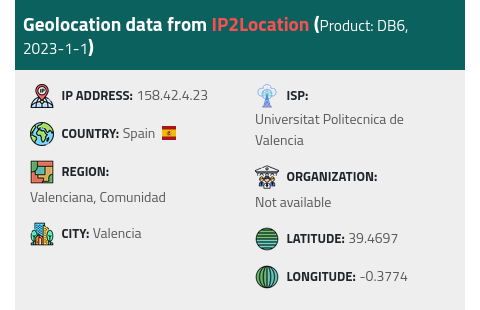 Geolocation data from IP2Location (Product: DB6,
2023-1-1)
IP ADDRESS: 158.42.4.23
COUNTRY: Spain
REGION:
Valenciana, Comunidad
CITY: Valencia
ISP:
Universitat Politecnica de
Valencia
ORGANIZATION:
Not available
LATITUDE: 39.4697
LONGITUDE: -0.3774